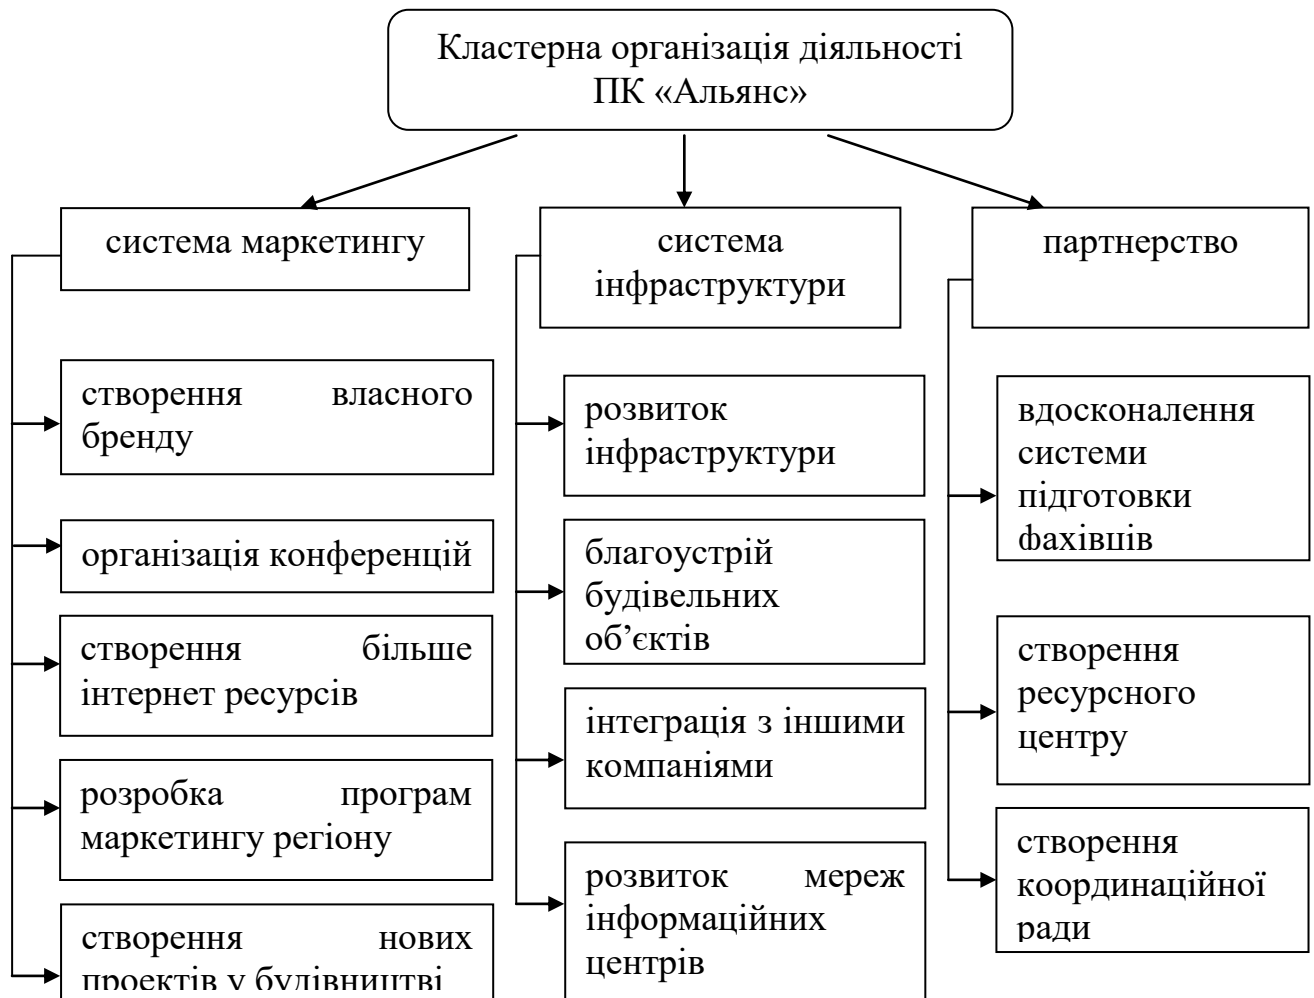 Кластерна організація діяльності
ПК «Альянс»
система маркетингу
створення власного
бренду
організація конференцій
створення більше
інтернет ресурсів
розробка програм
маркетингу регіону
створення нових
проектів у будівництві
система
інфраструктури
розвиток
інфраструктури
благоустрій
будівельних
об’єктів
інтеграція з іншими
компаніями
розвиток мереж
інформаційних
центрів
партнерство
вдосконалення
системи
підготовки
фахівців
створення
ресурсного
центру
створення
координаційної
ради